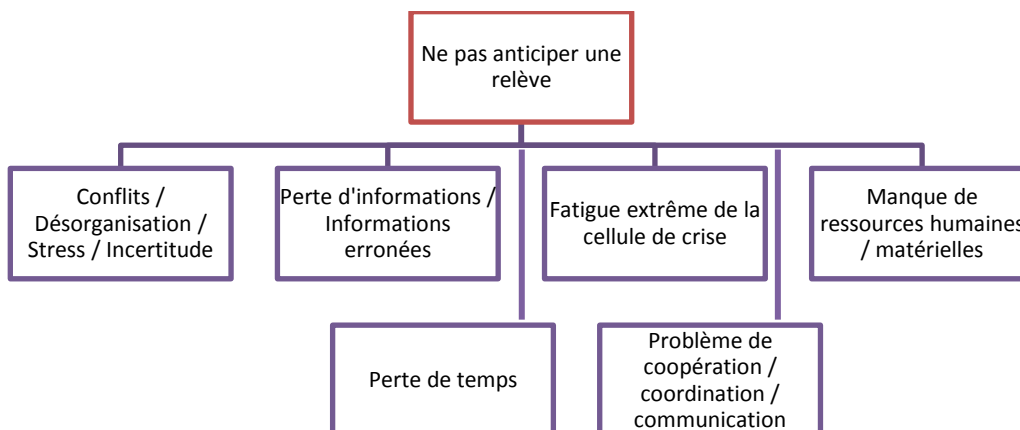 Ne pas anticiper une
relève
Conflits /
Désorganisation /
Stress / Incertitude
Perte d'informations /
Informations
erronées
Fatigue extrême de la
cellule de crise
Manque de
ressources humaines
/ matérielles
Perte de temps
Problème de
coopération /
coordination /
communication